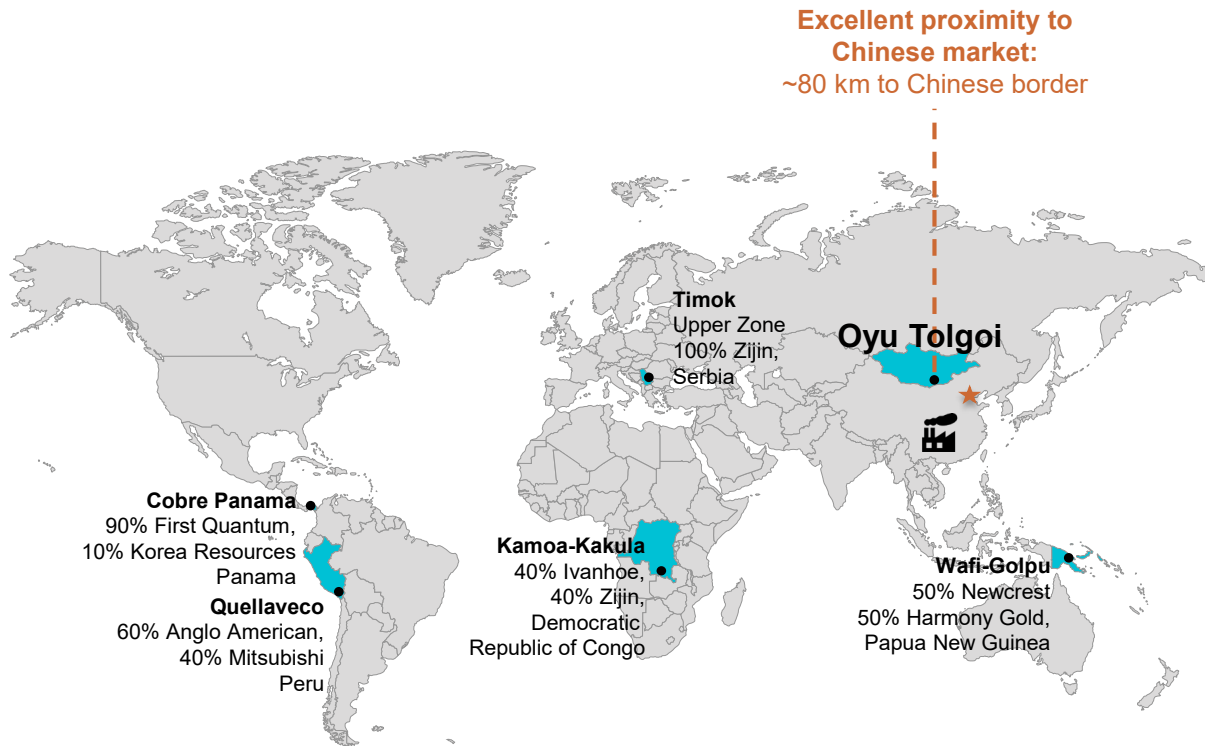 Excellent proximity to
Chinese market:
~80 km to Chinese border
Timok
Upper Zone
100% Zijin,
Serbia
Oyu Tolgoi
Cobre Panama
90% First Quantum,
10% Korea Resources
Panama
Quellaveco
60% Anglo American,
40% Mitsubishi
Peru
Kamoa-Kakula
40% Ivanhoe,
40% Zijin,
Democratic
Republic of Congo
Wafi-Golpu
50% Newcrest
50% Harmony Gold,
Papua New Guinea